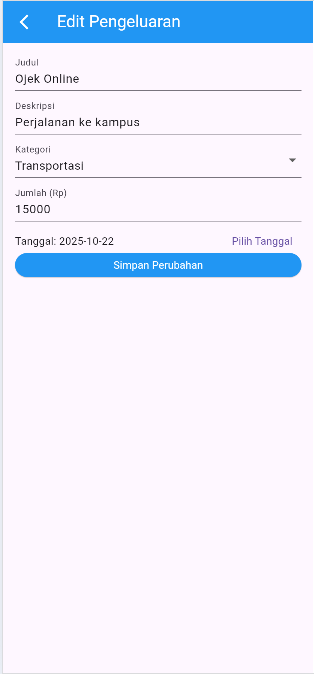 Edit Pengeluaran
Judul
Ojek Online
Deskripsi
Perjalanan ke kampus
Kategori
Transportasi
Jumlah (Rp)
15000
Tanggal: 2025-10-22 Pilih Tanggal
Simpan Perubahan